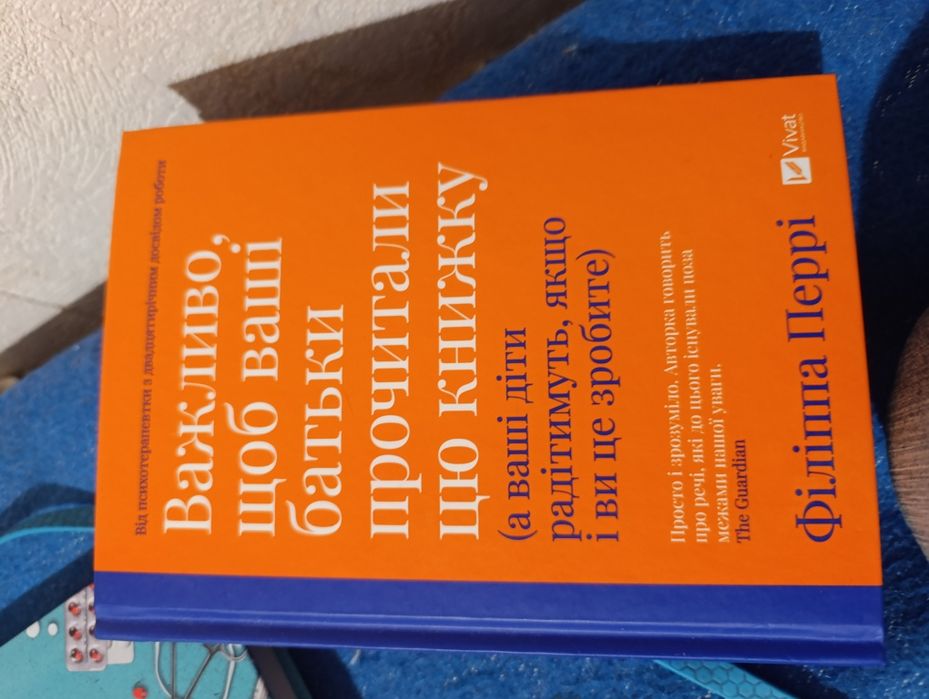 Від психотерапевтки з двадцятирічним досвідом роботи
Важливо,
щоб ваші
батьки
прочитали
цю книжку
(а ваші діти
радітимуть, якщо
і ви це зробите)
Просто і зрозуміло. Авторка говорить
про речі, які до цього існували поза
межами нашої уваги.
The Guardian
Філіппа Перрі
Vivat
ВИДАВНИЦТВО